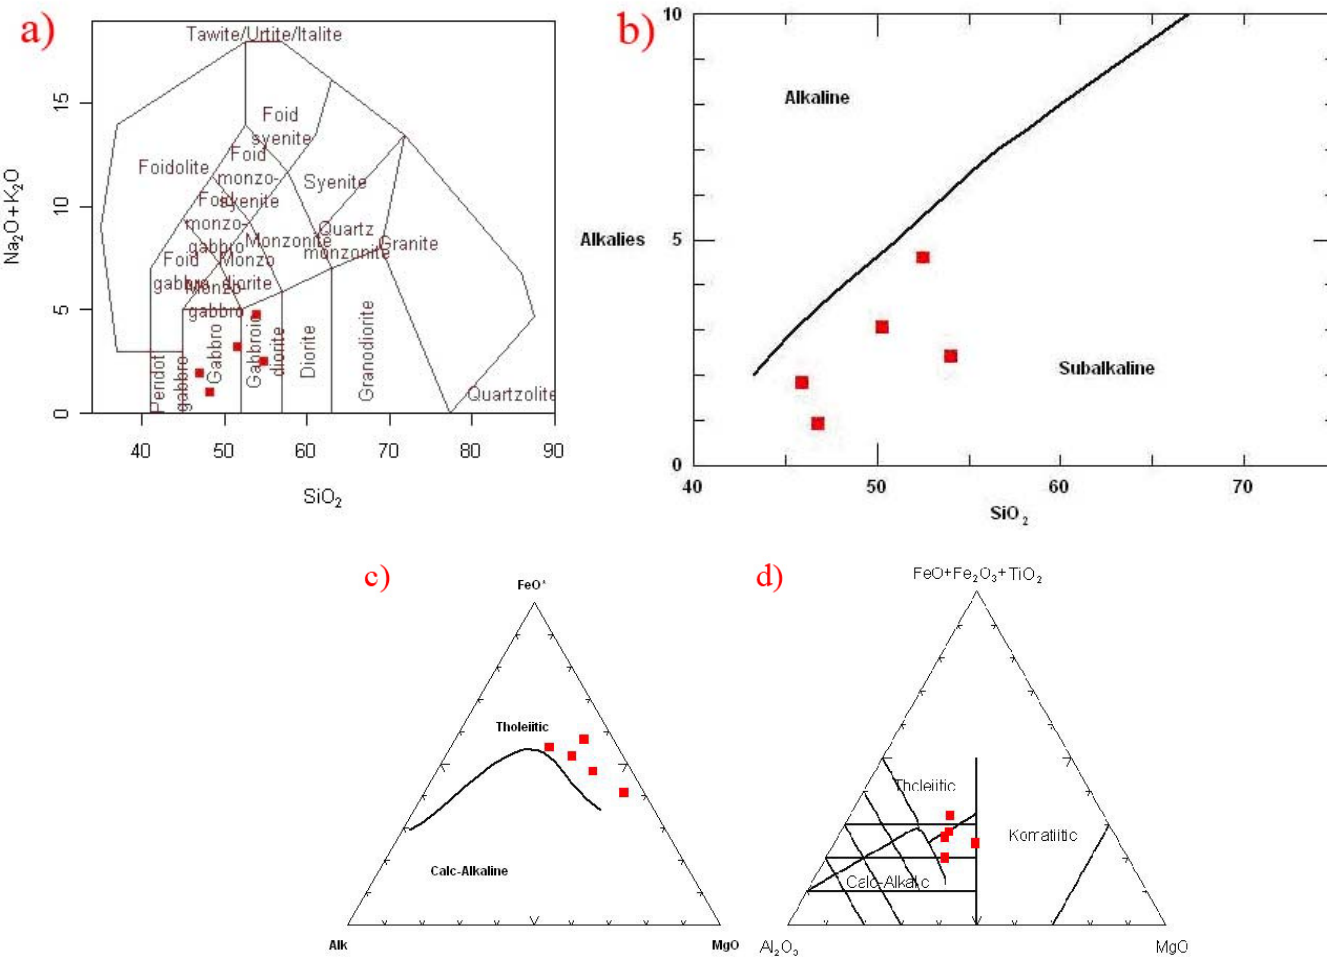 a)
Tawite/Urtite/Italite
Foid
syenite
Foidolite
Foid
monzo-
syenite
Syenite
Foid
monzo-
gabbro
Monzonite
Quartz
monzonite
Granite
Foid
gabbro
Monzo
diorite
Monzo
gabbro
Peridot
gabbro
Gabbro
Gabbroic
diorite
Diorite
Granodiorite
Quartzolite
Na₂O+K₂O
0
5
10
15
40
50
60
70
80
90
SiO₂
b)
10
5
0
Alkalies
Alkaline
Subalkaline
40
50
60
70
SiO₂
c)
FeO*
Tholeiitic
Calc-Alkaline
Alk
MgO
d)
FeO+Fe₂O₃+TiO₂
Tholeiitic
Komatiitic
Calc-Alkalic
Al₂O₃
MgO